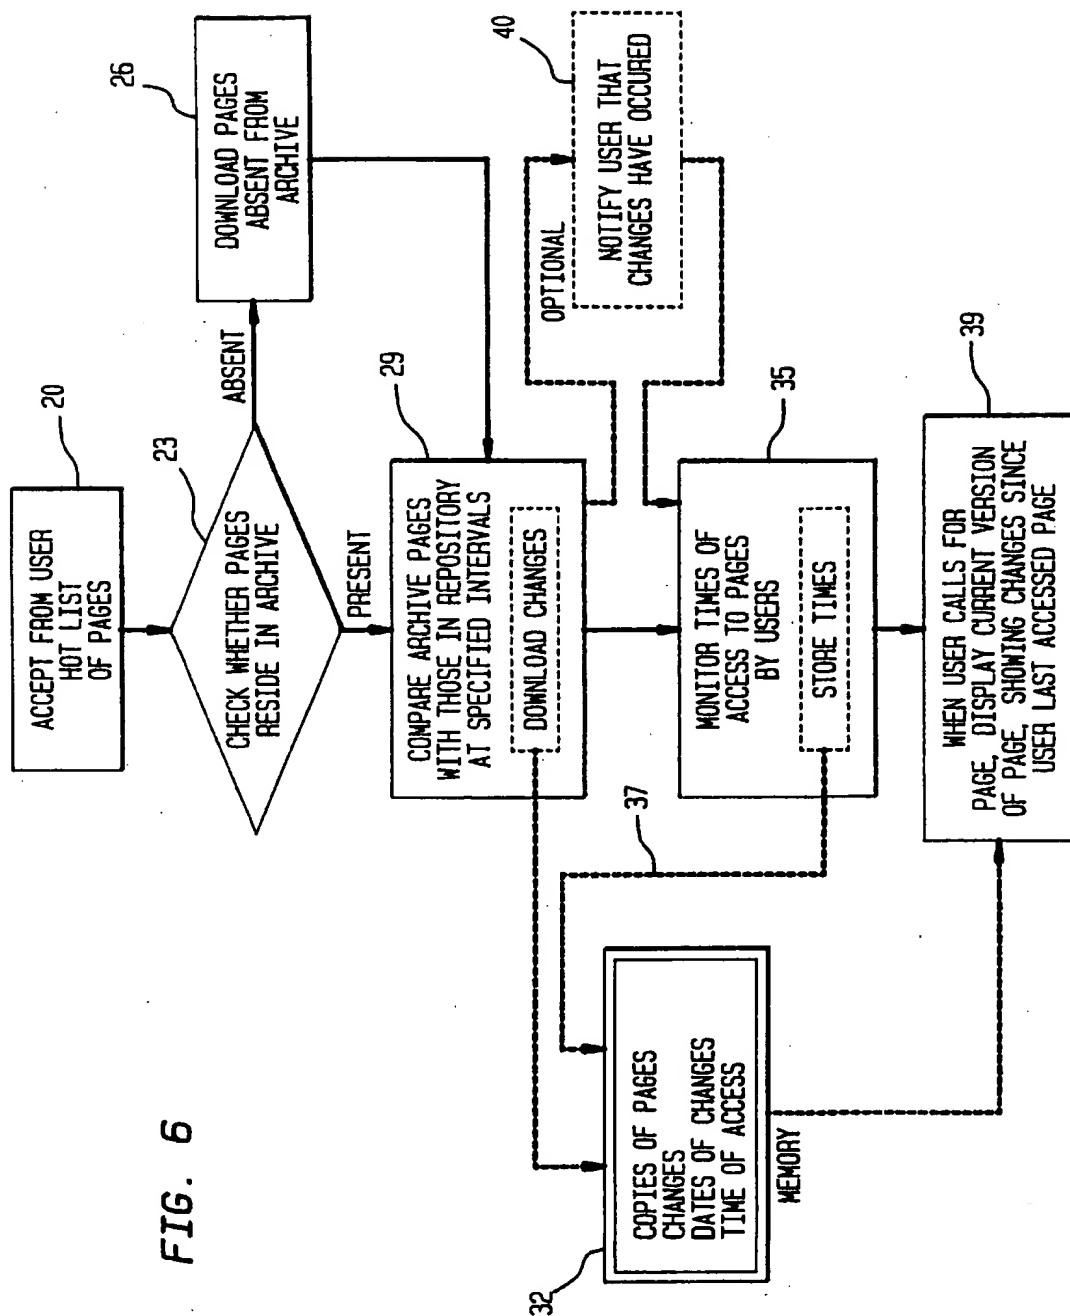 FIG. 6
20
ACCEPT FROM USER
HOT LIST
OF PAGES
23
CHECK WHETHER PAGES
RESIDE IN ARCHIVE
ABSENT
26
DOWNLOAD PAGES
ABSENT FROM
ARCHIVE
PRESENT
29
COMPARE ARCHIVE PAGES
WITH THOSE IN REPOSITORY
AT SPECIFIED INTERVALS
DOWNLOAD CHANGES
OPTIONAL
40
NOTIFY USER THAT
CHANGES HAVE OCCURED
35
MONITOR TIMES OF
ACCESS TO PAGES
BY USERS
STORE TIMES
37
32
COPIES OF PAGES
CHANGES
DATES OF CHANGES
TIME OF ACCESS
MEMORY
39
WHEN USER CALLS FOR
PAGE, DISPLAY CURRENT VERSION
OF PAGE, SHOWING CHANGES SINCE
USER LAST ACCESSED PAGE